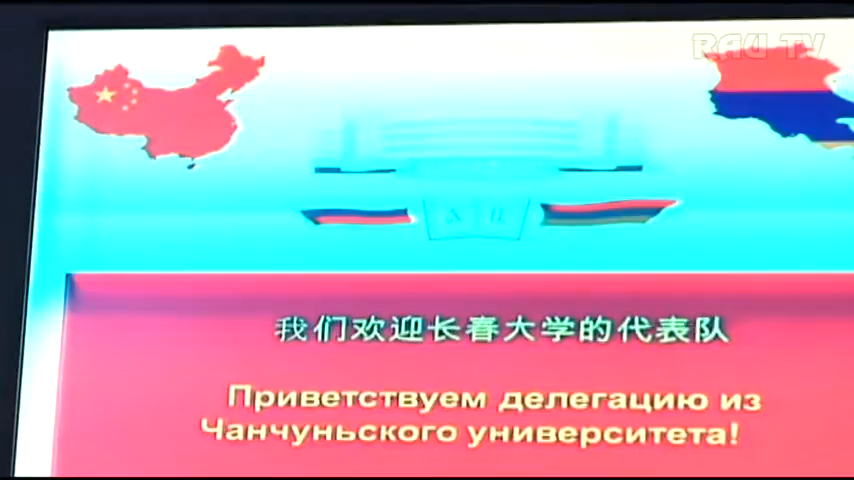 RAU TV
我们欢迎长春大学的代表队
Приветствуем делегацию из
Чанчуньского университета!